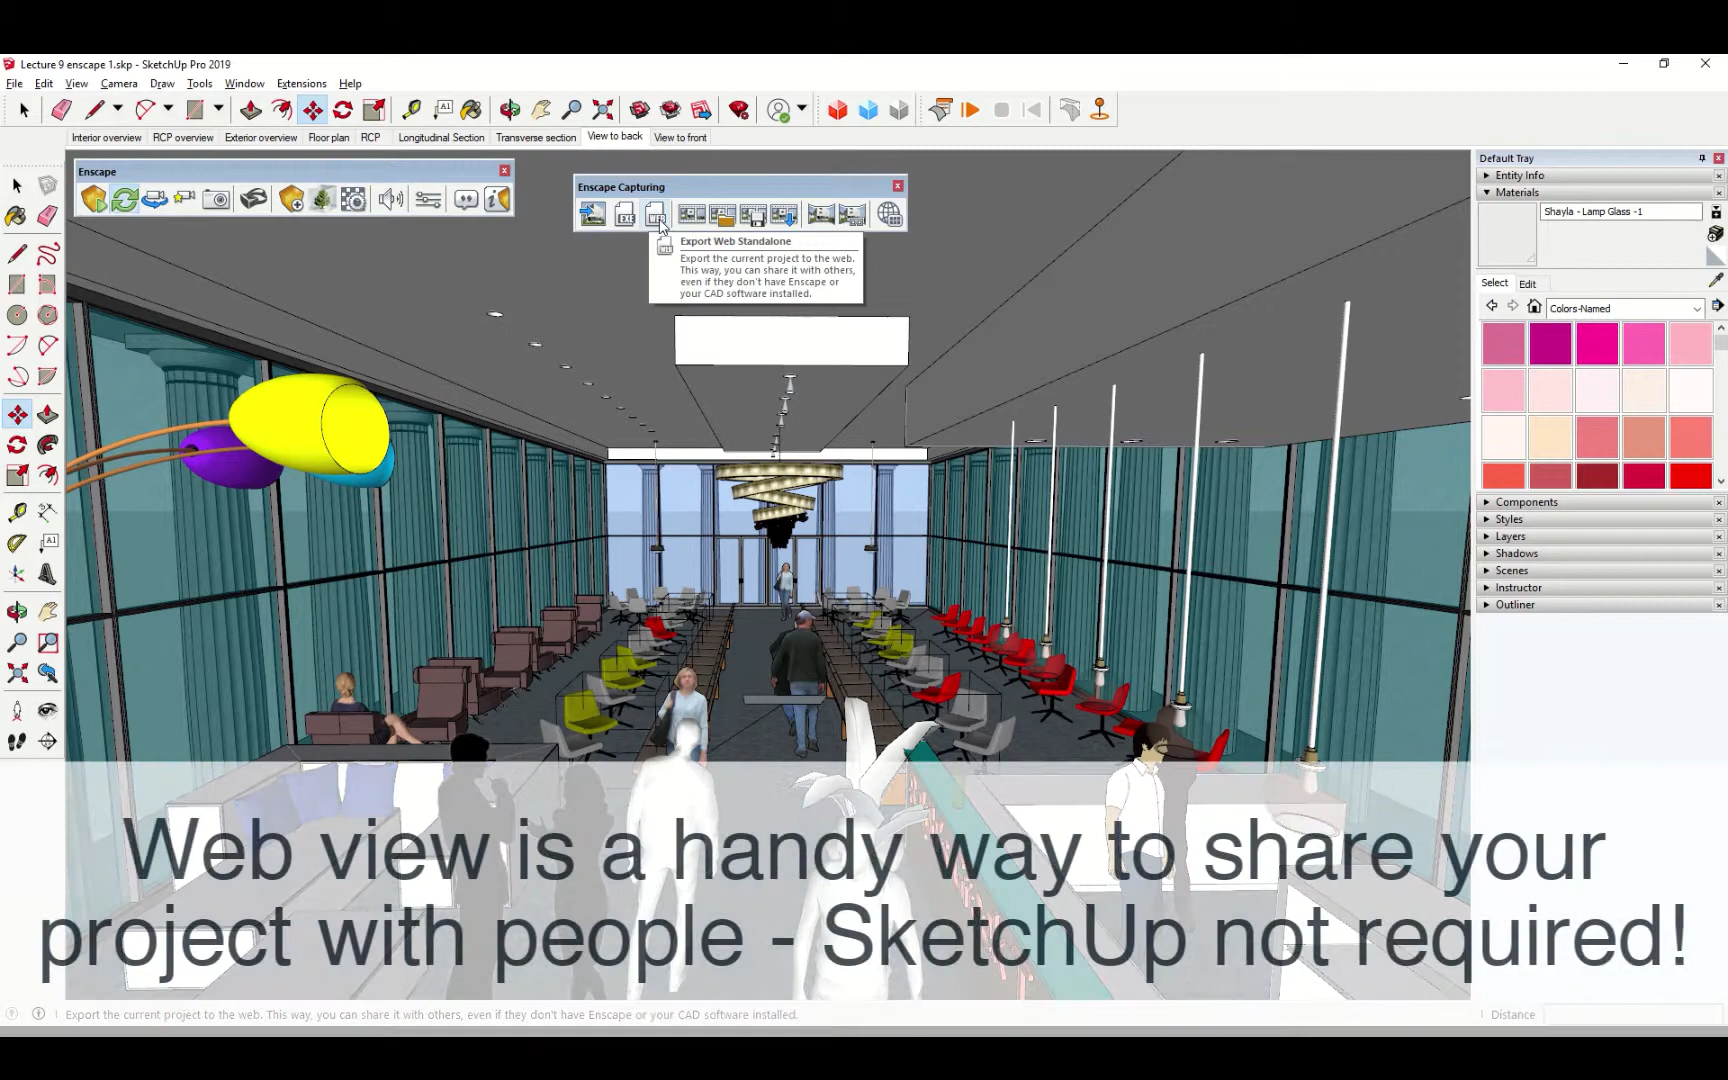 Lecture 9 enscape 1.skp - SketchUp Pro 2019
File Edit View Camera Draw Tools Window Extensions Help
Interior overview RCP overview Exterior overview Floor plan RCP Longitudinal Section Transverse section View to back View to front
Enscape
Enscape Capturing
Export Web Standalone
Export the current project to the web.
This way, you can share it with others,
even if they don't have Enscape or
your CAD software installed.
Default Tray
Entity Info
Materials
Shayla - Lamp Glass -1
Select Edit
Colors-Named
Components
Styles
Layers
Shadows
Scenes
Instructor
Outliner
Web view is a handy way to share your
project with people - SketchUp not required!
Export the current project to the web. This way, you can share it with others, even if they don't have Enscape or your CAD software installed.
Distance